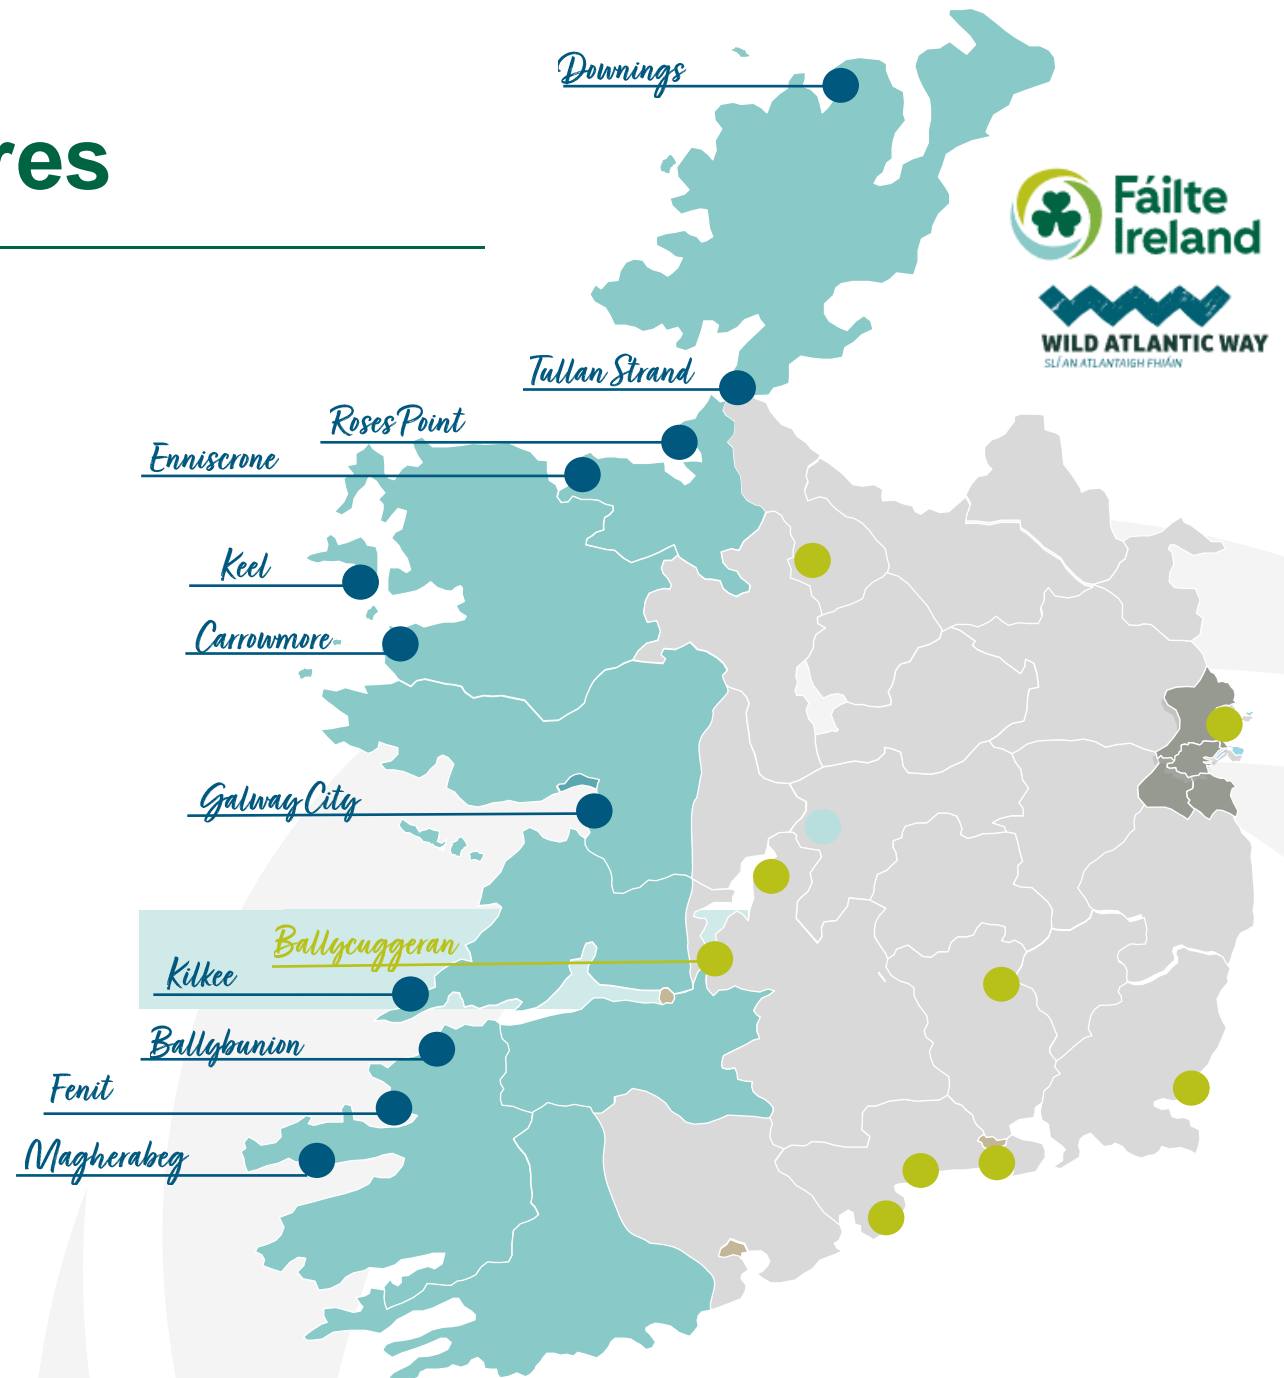 Downings
res
Fáilte
Ireland
WILD ATLANTIC WAY
SLÍ AN ATLANTAIGH FHIÁIN
Tullan Strand
Roses Point
Enniscrone
Keel
Carrowmore
Galway City
Ballycuggeran
Kilkee
Ballybunion
Fenit
Magherabeg